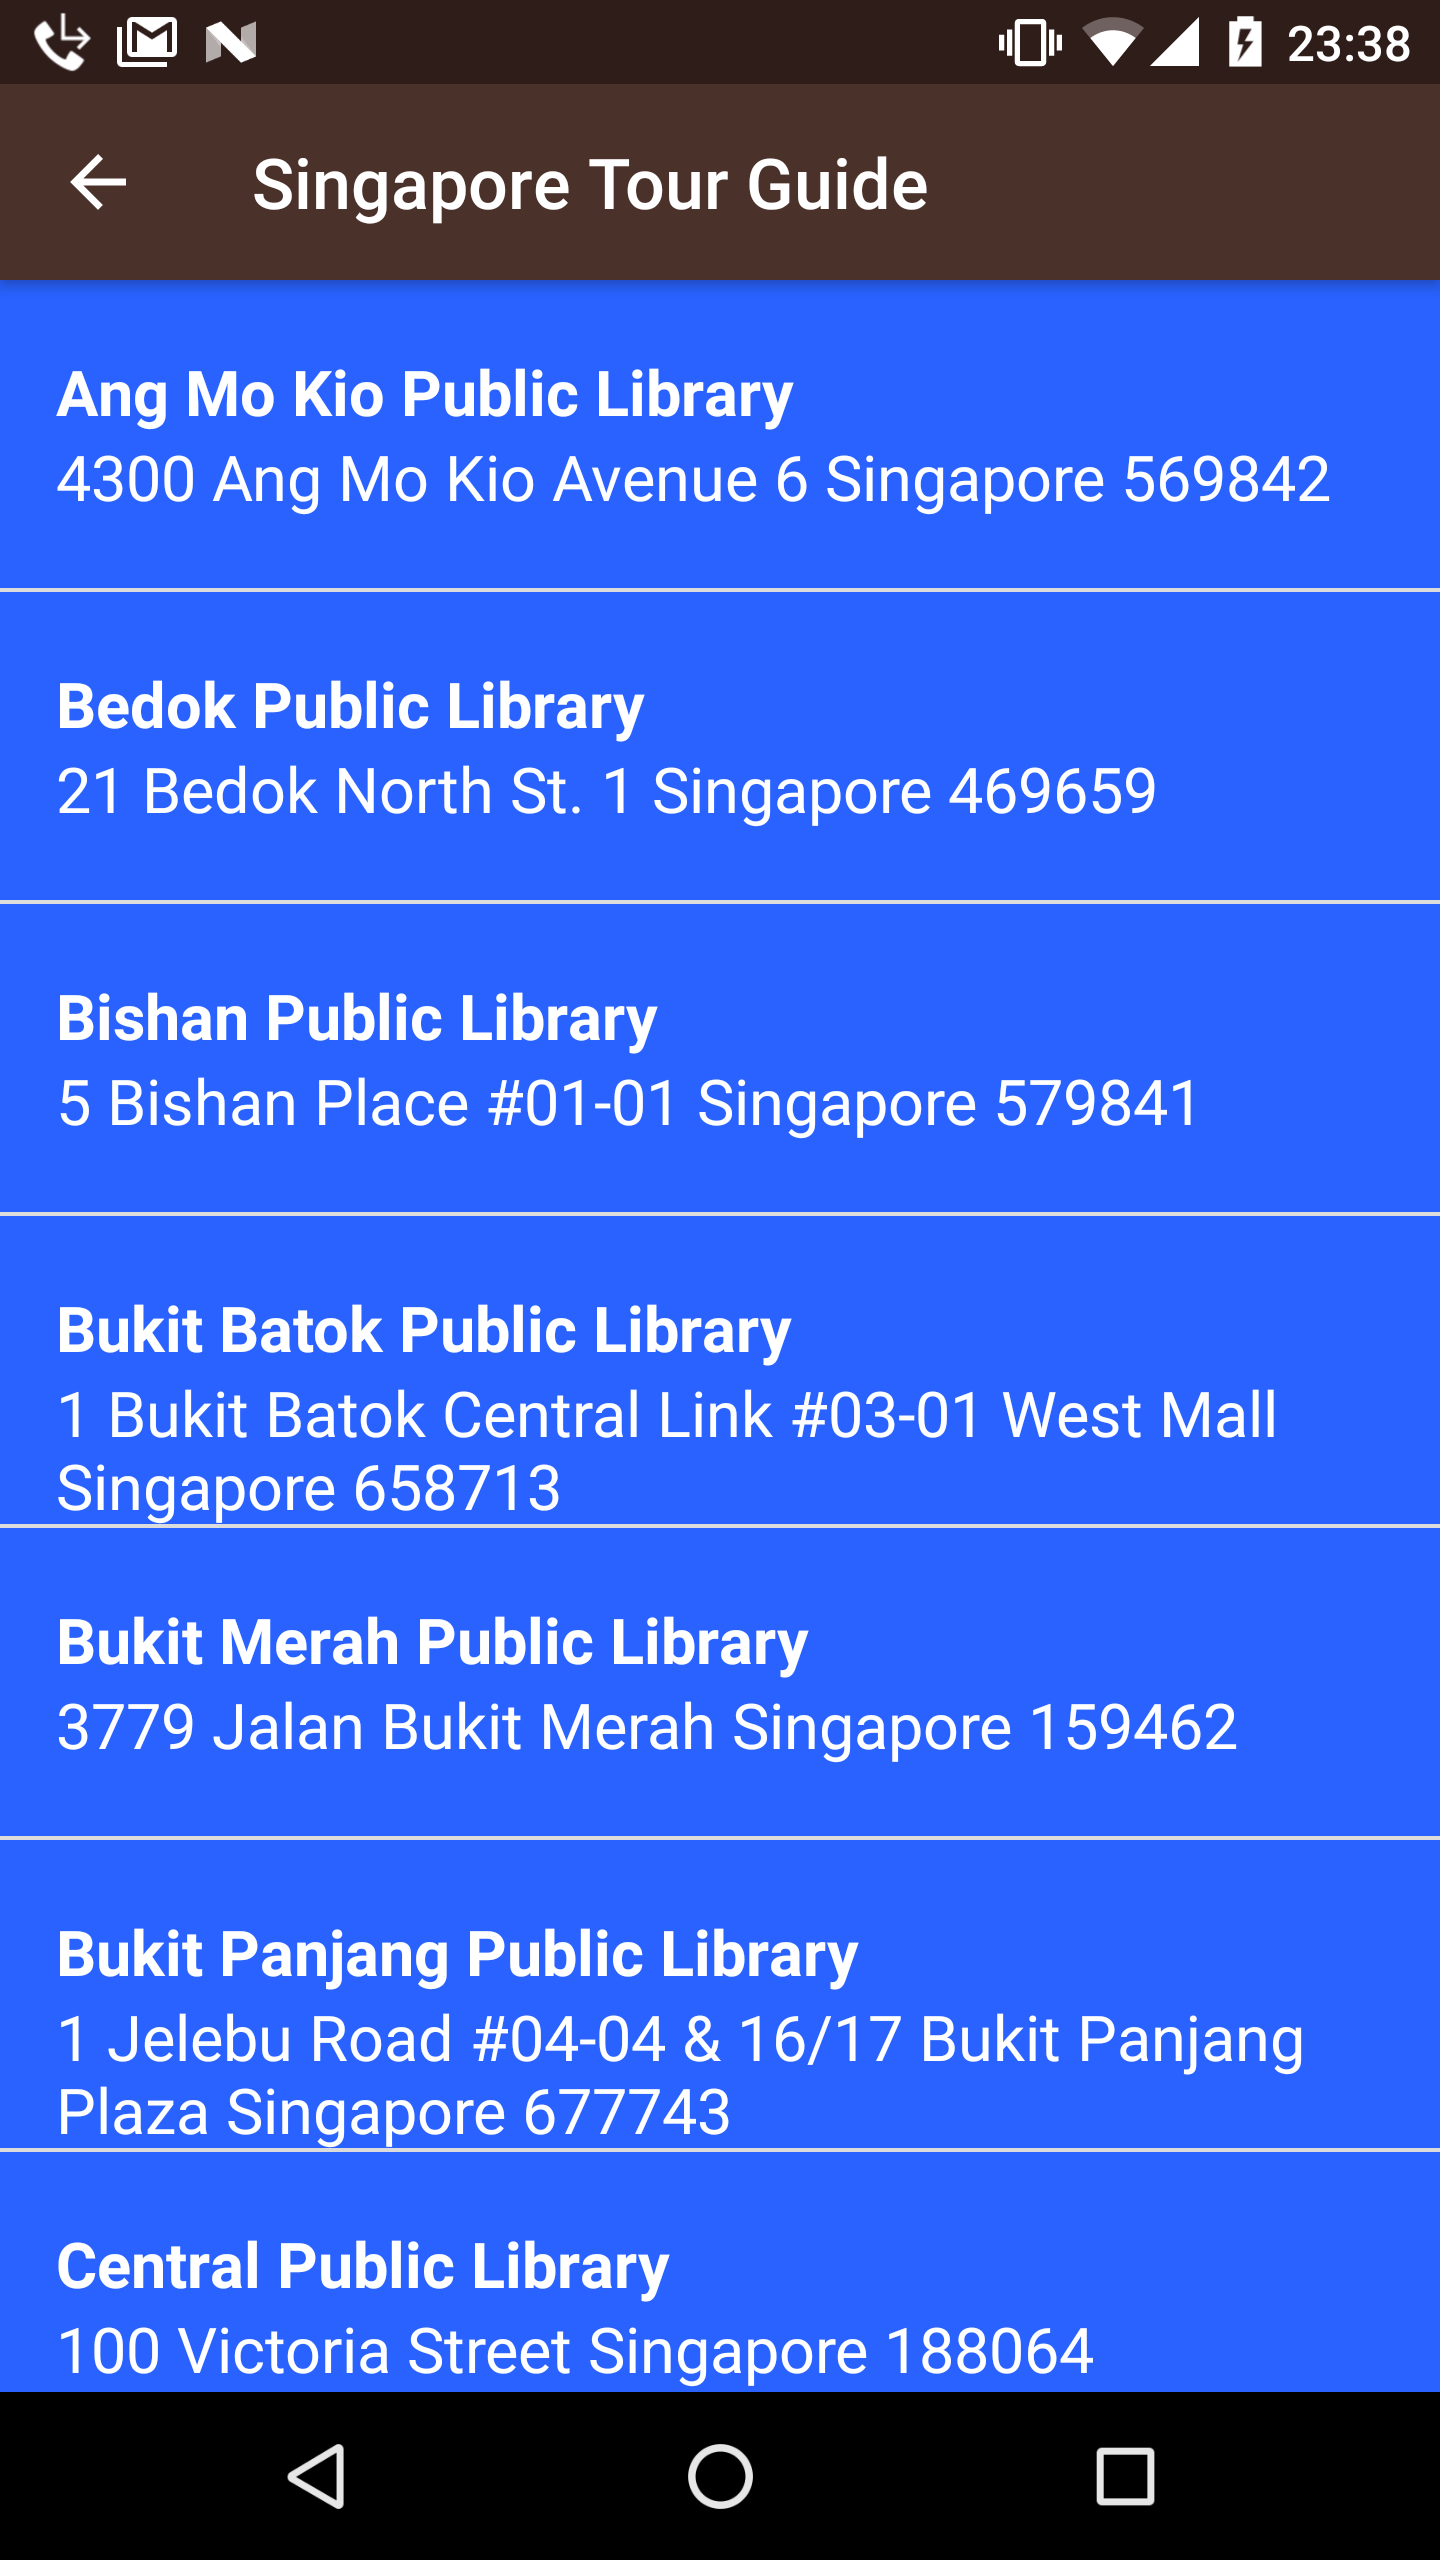 23:38
Singapore Tour Guide
Ang Mo Kio Public Library
4300 Ang Mo Kio Avenue 6 Singapore 569842
Bedok Public Library
21 Bedok North St. 1 Singapore 469659
Bishan Public Library
5 Bishan Place #01-01 Singapore 579841
Bukit Batok Public Library
1 Bukit Batok Central Link #03-01 West Mall
Singapore 658713
Bukit Merah Public Library
3779 Jalan Bukit Merah Singapore 159462
Bukit Panjang Public Library
1 Jelebu Road #04-04 & 16/17 Bukit Panjang
Plaza Singapore 677743
Central Public Library
100 Victoria Street Singapore 188064